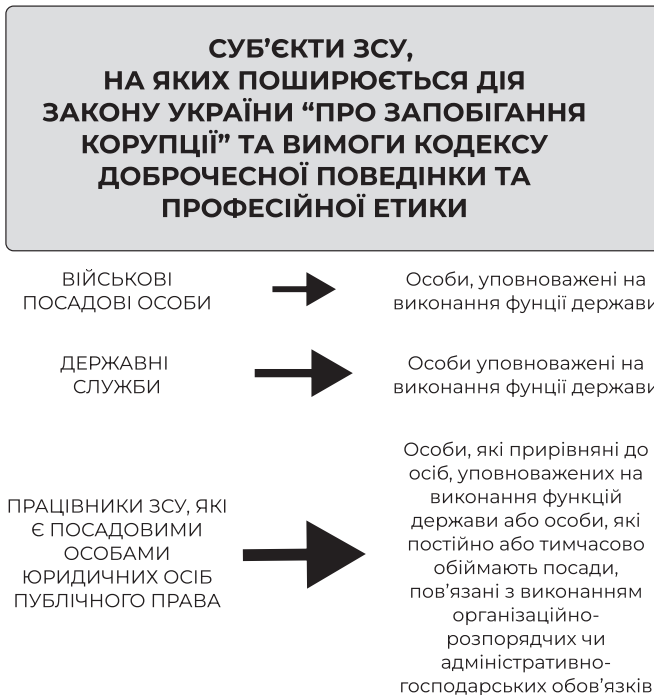 СУБ’ЄКТИ ЗСУ,
НА ЯКИХ ПОШИРЮЄТЬСЯ ДІЯ
ЗАКОНУ УКРАЇНИ “ПРО ЗАПОБІГАННЯ
КОРУПЦІЇ” ТА ВИМОГИ КОДЕКСУ
ДОБРОЧЕСНОЇ ПОВЕДІНКИ ТА
ПРОФЕСІЙНОЇ ЕТИКИ
ВІЙСЬКОВІ
ПОСАДОВІ ОСОБИ
Особи, уповноважені на
виконання фунції держави
ДЕРЖАВНІ
СЛУЖБИ
Особи уповноважені на
виконання фунції держави
ПРАЦІВНИКИ ЗСУ, ЯКІ
Є ПОСАДОВИМИ
ОСОБАМИ
ЮРИДИЧНИХ ОСІБ
ПУБЛІЧНОГО ПРАВА
Особи, які прирівняні до
осіб, уповноважених на
виконання функцій
держави або особи, які
постійно або тимчасово
обіймають посади,
пов’язані з виконанням
організаційно-
розпорядчих чи
адміністративно-
господарських обов’язків